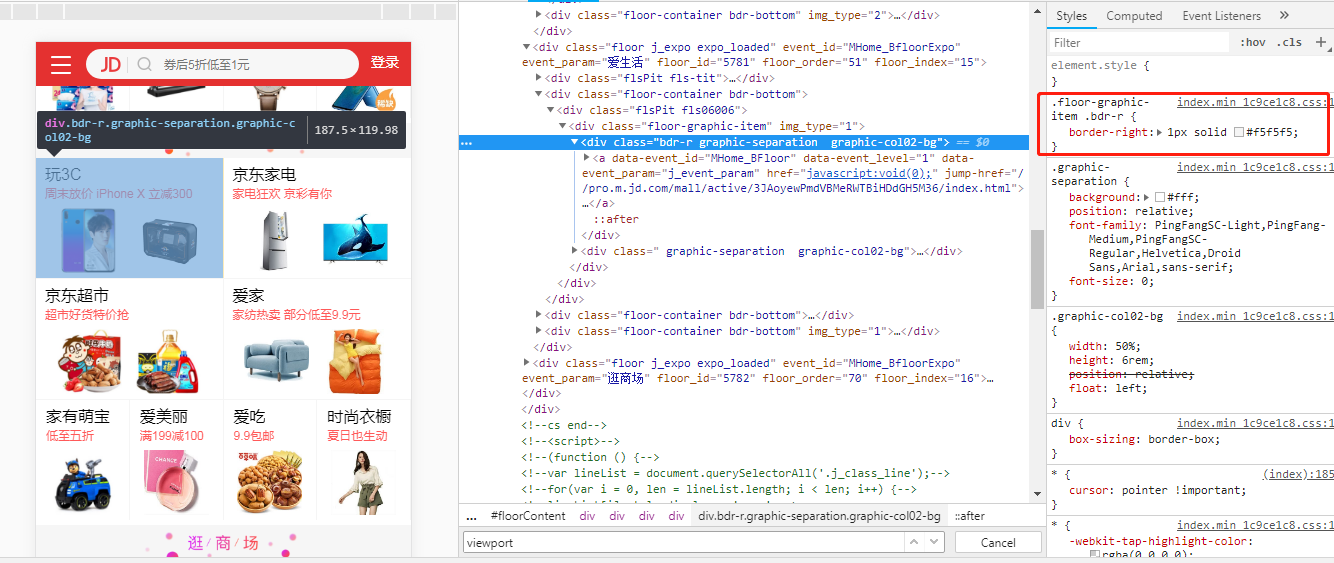 JD
券后5折低至1元
登录
稀缺
div.bdr-r.graphic-separation.graphic-c
ol02-bg
187.5×119.98
玩3C
周末放价 iPhone X 立减300
京东家电
家电狂欢 京彩有你
京东超市
超市好货特价抢
爱家
家纺热卖 部分低至9.9元
家有萌宝
低至五折
爱美丽
满199减100
爱吃
9.9包邮
时尚衣橱
夏日也生动
逛 / 商 / 场
</div>
<div class="floor-container bdr-bottom" img_type="2">…</div>
</div>
<div class="floor j_expo expo_loaded" event_id="MHome_BfloorExpo"
event_param="爱生活" floor_id="5781" floor_order="51" floor_index="15">
<div class="flsPit fls-tit">…</div>
<div class="floor-container bdr-bottom">
<div class="flsPit fls06006">
<div class="floor-graphic-item" img_type="1">
<div class="bdr-r graphic-separation  graphic-col02-bg"> == $0
<a data-event_id="MHome_BFloor" data-event_level="1" data-
event_param="j_event_param" href="javascript:void(0);" jump-href="/
/pro.m.jd.com/mall/active/3JAoyewPmdVBMeRWTBiHDdGH5M36/index.html">
…</a>
::after
</div>
<div class=" graphic-separation  graphic-col02-bg">…</div>
</div>
</div>
</div>
<div class="floor-container bdr-bottom">…</div>
<div class="floor-container bdr-bottom" img_type="1">…</div>
</div>
<div class="floor j_expo expo_loaded" event_id="MHome_BfloorExpo"
event_param="逛商场" floor_id="5782" floor_order="70" floor_index="16">…
</div>
</div>
<!--cs end-->
<!--<script>-->
<!--(function () {-->
<!--var lineList = document.querySelectorAll('.j_class_line');-->
<!--for(var i = 0, len = lineList.length; i < len; i++) {-->
... #floorContent div div div div div.bdr-r.graphic-separation.graphic-col02-bg ::after
viewport
Cancel
Styles Computed Event Listeners »
Filter :hov .cls +
element.style {
}
.floor-graphic- index.min_1c9ce1c8.css:1
item .bdr-r {
border-right: 1px solid #f5f5f5;
}
.graphic- index.min_1c9ce1c8.css:1
separation {
background: #fff;
position: relative;
font-family: PingFangSC-Light,PingFang-
Medium,PingFangSC-
Regular,Helvetica,Droid
Sans,Arial,sans-serif;
font-size: 0;
}
.graphic-col02-bg index.min_1c9ce1c8.css:1
{
width: 50%;
height: 6rem;
position: relative;
float: left;
}
div { index.min_1c9ce1c8.css:1
box-sizing: border-box;
}
* { (index):185
cursor: pointer !important;
}
* { index.min_1c9ce1c8.css:1
-webkit-tap-highlight-color:
rgba(0,0,0,0);